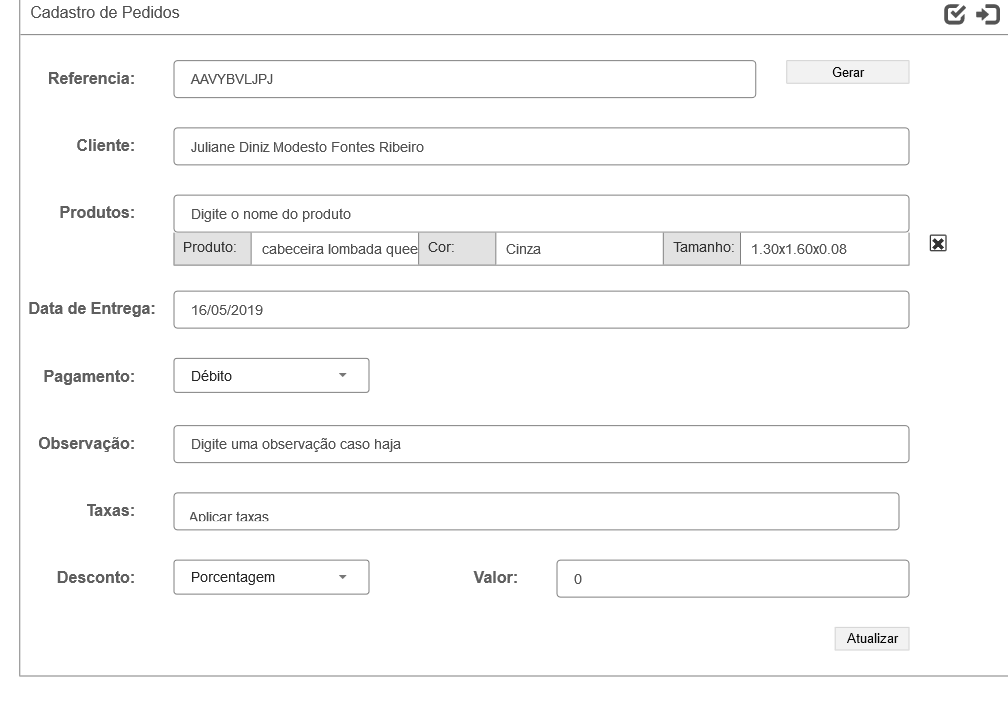 Cadastro de Pedidos
Referencia: AAVYBVLJPJ Gerar
Cliente: Juliane Diniz Modesto Fontes Ribeiro
Produtos: Digite o nome do produto
Produto: cabeceira lombada quee Cor: Cinza Tamanho: 1.30x1.60x0.08
Data de Entrega: 16/05/2019
Pagamento: Débito
Observação: Digite uma observação caso haja
Taxas: Aplicar taxas
Desconto: Porcentagem Valor: 0
Atualizar